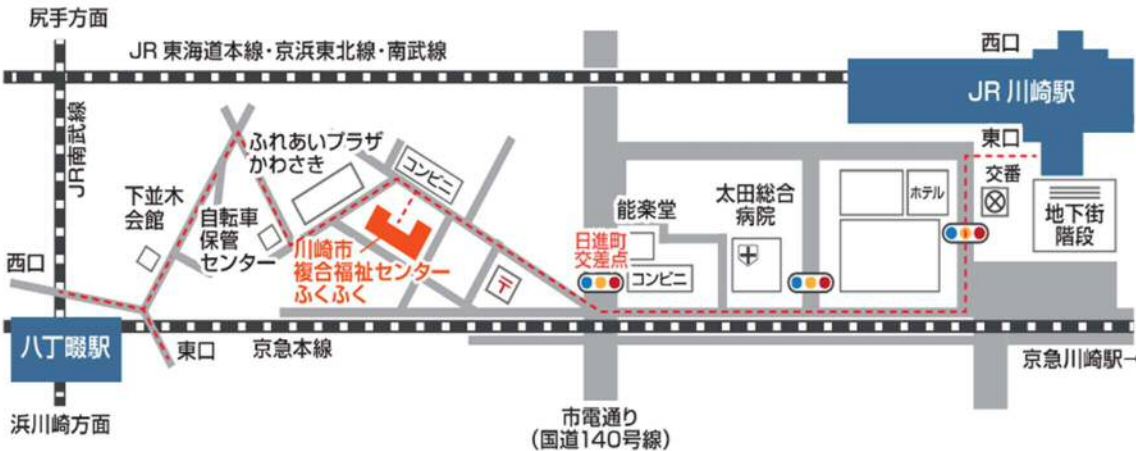 尻手方面
JR 東海道本線・京浜東北線・南武線
西口
JR 川崎駅
東口
JR南武線
ふれあいプラザ
かわさき
コンビニ
下並木
会館
自転車
保管
センター
川崎市
複合福祉センター
ふくふく
〒
能楽堂
日進町
交差点
コンビニ
太田総合
病院
ホテル
交番
地下街
階段
西口
八丁畷駅
東口
京急本線
京急川崎駅→
浜川崎方面
市電通り
(国道140号線)